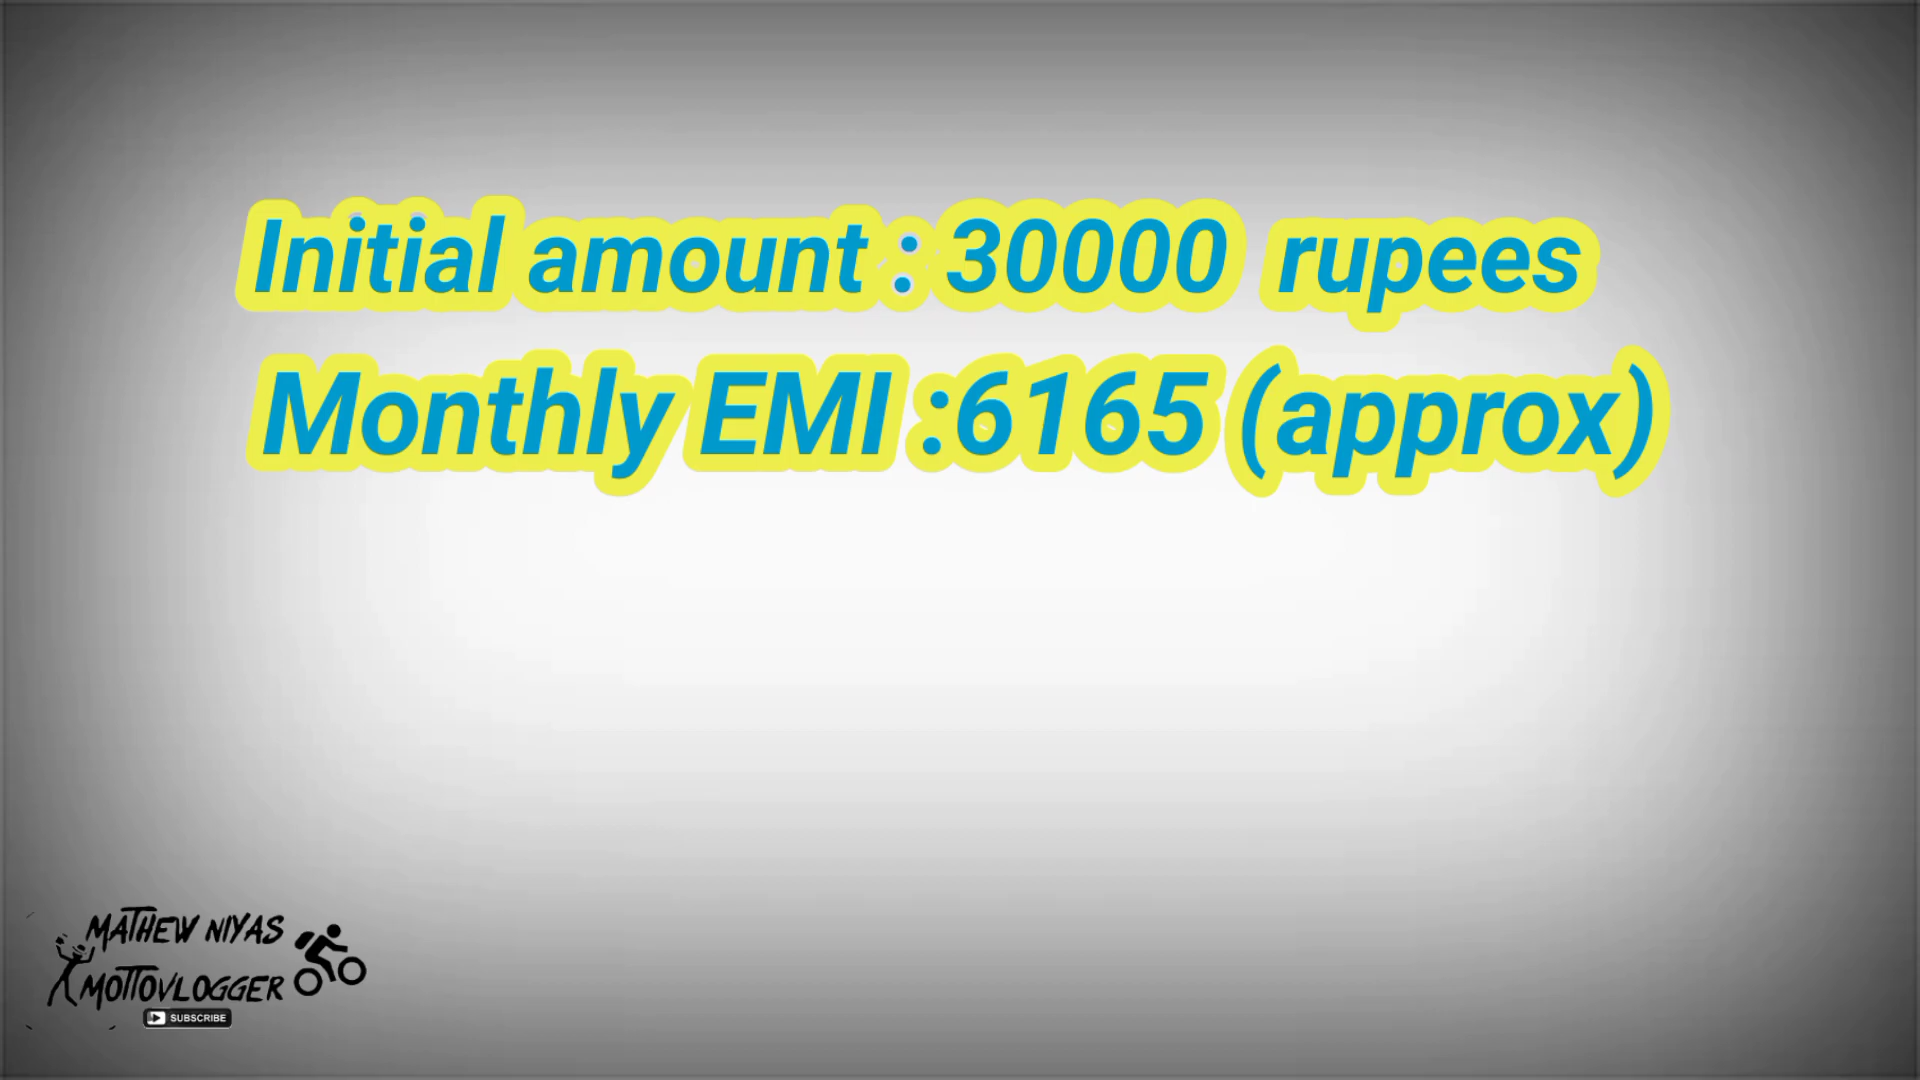 Initial amount : 30000 rupees
Monthly EMI :6165 (approx)
MATHEW NIYAS
MOTTOVLOGGER
SUBSCRIBE